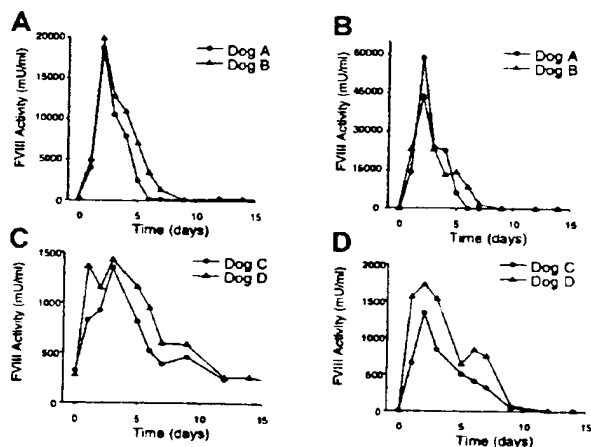 A
FVIII Activity (mU/ml)
20000
15000
10000
5000
0
Dog A
Dog B
0 5 10 15
Time (days)
B
FVIII Activity (mU/ml)
60000
45000
30000
15000
0
Dog A
Dog B
0 5 10 15
Time (days)
C
FVIII Activity (mU/ml)
1500
1000
500
0
Dog C
Dog D
0 5 10 15
Time (days)
D
FVIII Activity (mU/ml)
2000
1500
1000
500
0
Dog C
Dog D
0 5 10 15
Time (days)